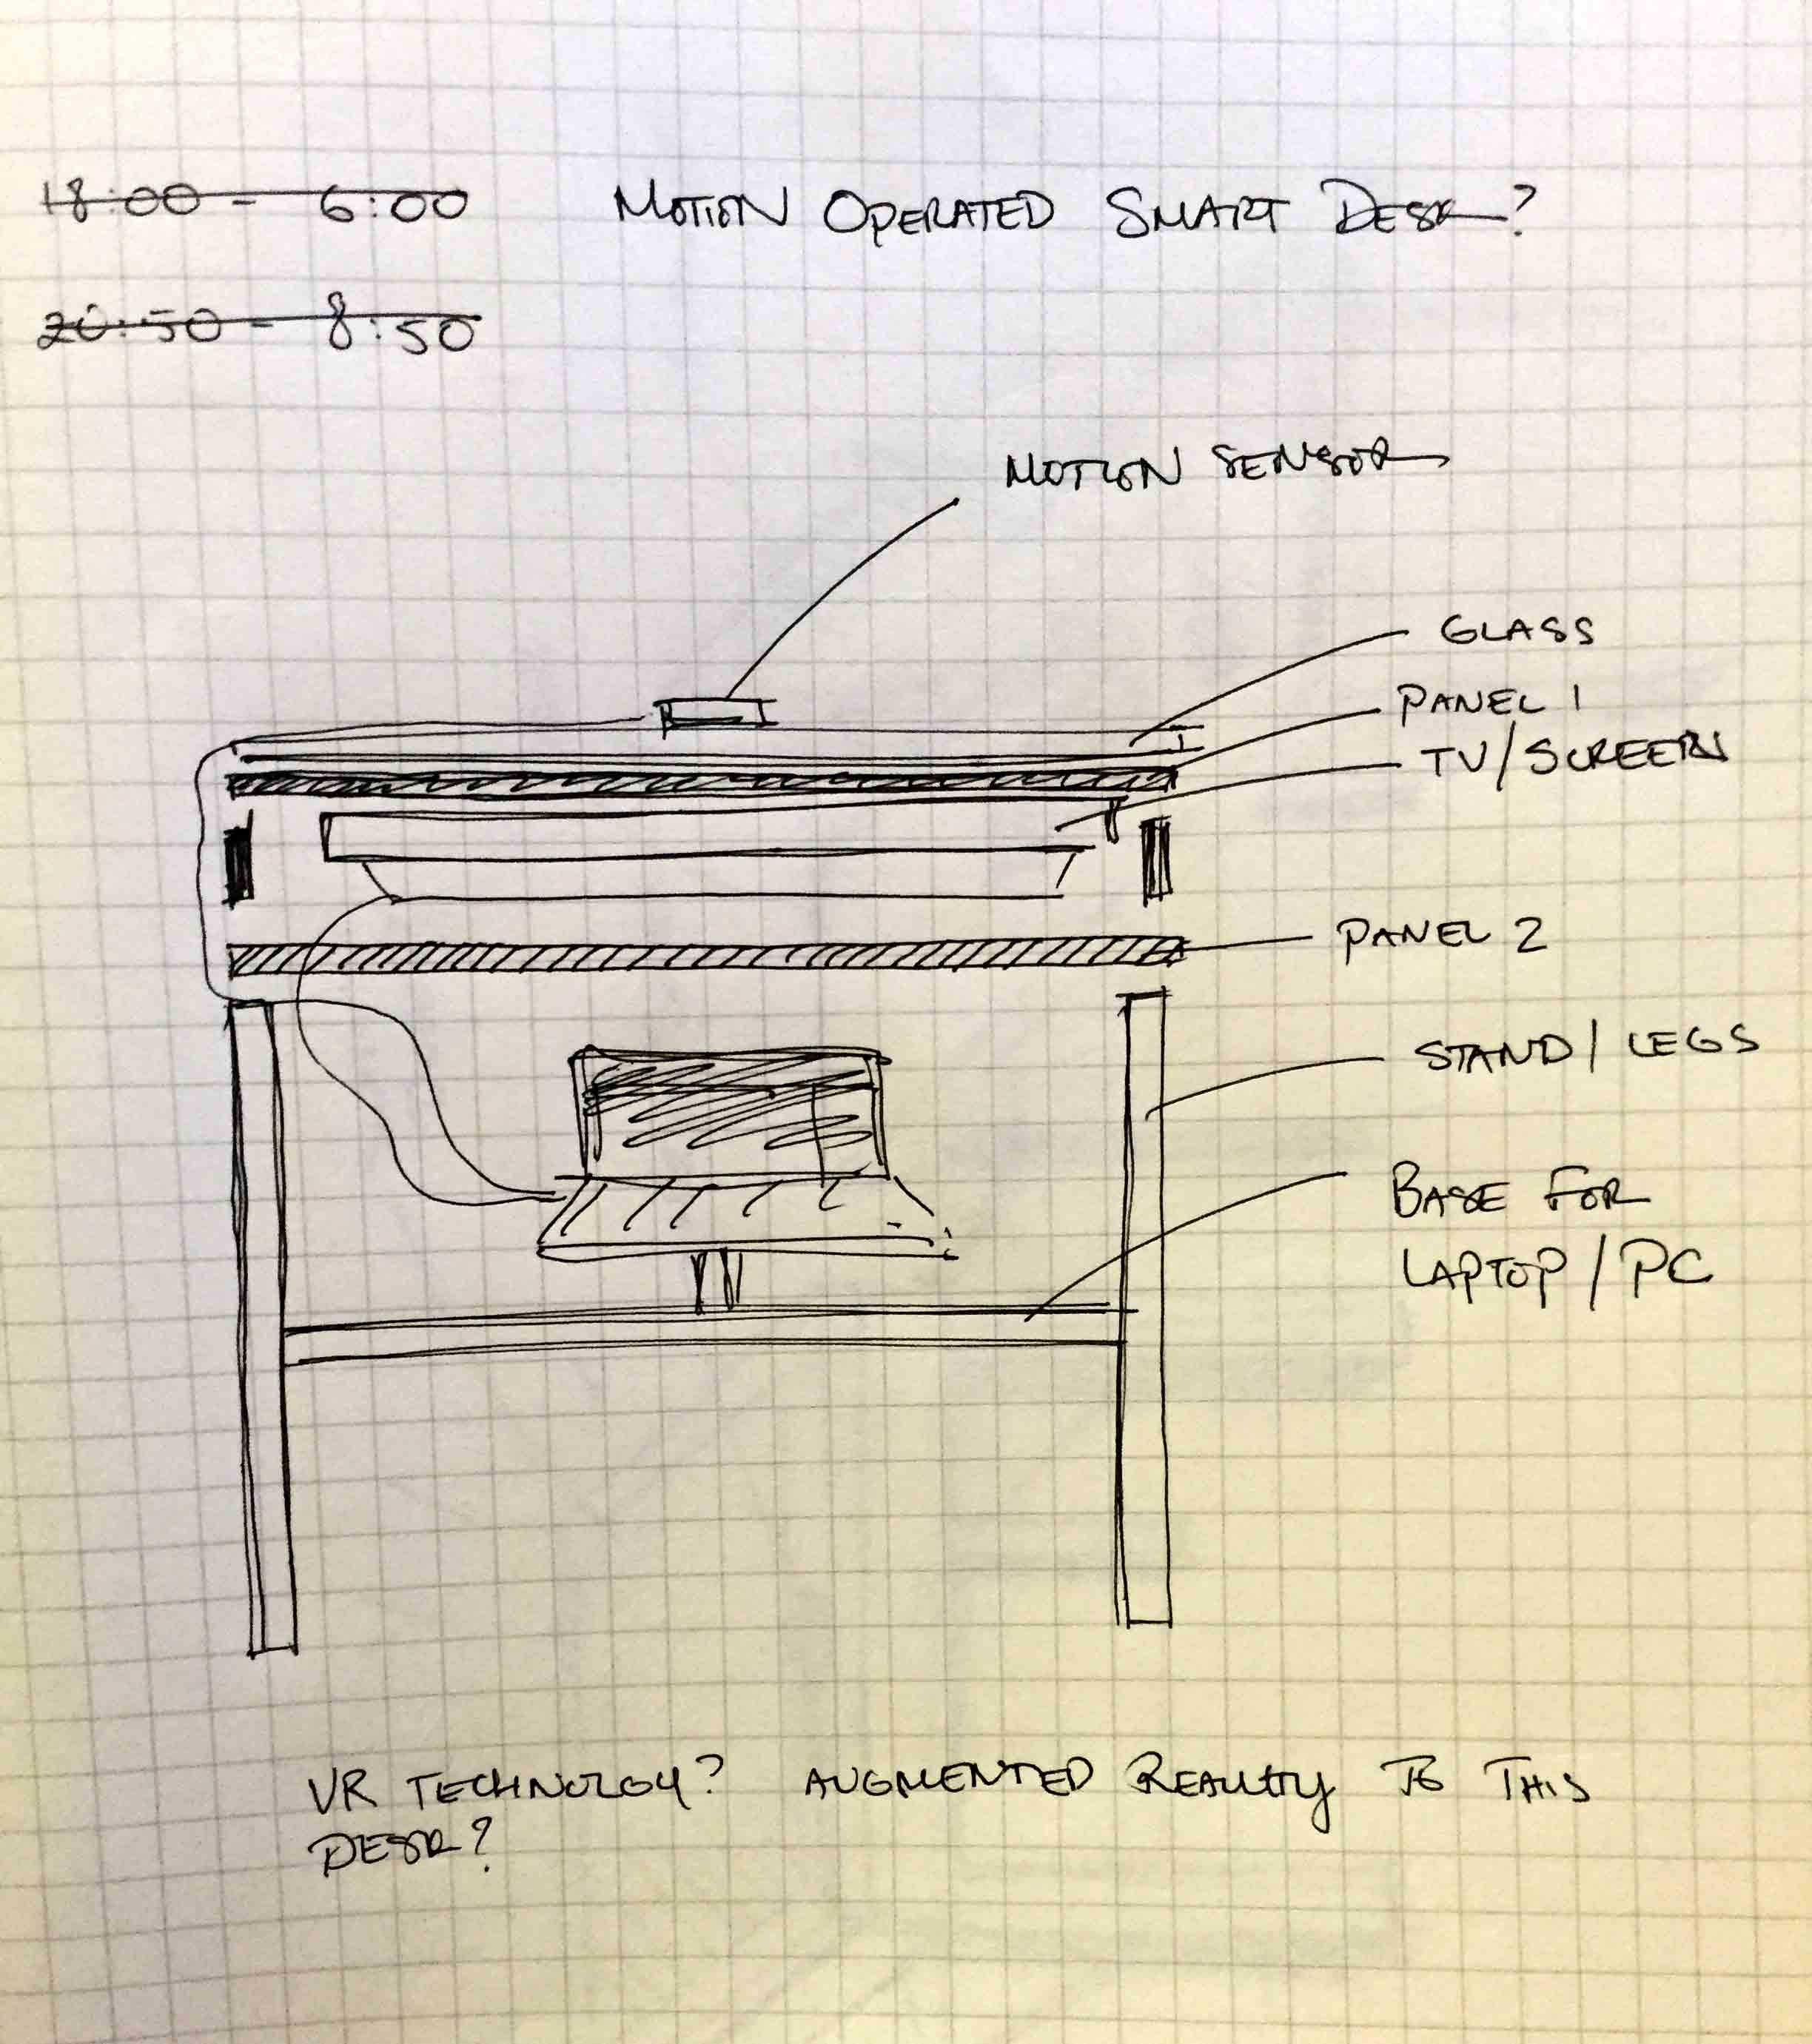 18:00 - 6:00
MOTION OPERATED SMART DESK?
20:50 - 8:50
MOTION SENSOR
GLASS
PANEL 1
TV/SCREEN
PANEL 2
STAND/LEGS
BASE FOR
LAPTOP/PC
VR TECHNOLOGY? AUGMENTED REALITY TO THIS
DESK?